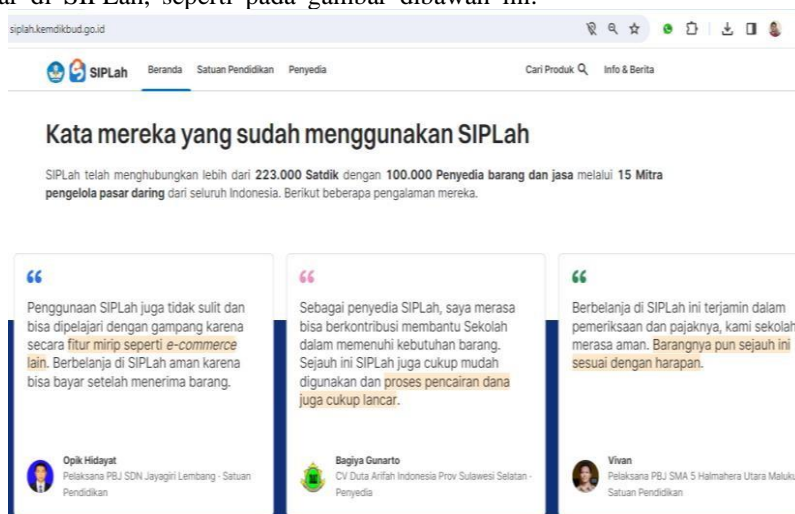 di SIPLah, seperti pada gambar dibawah ini.
siplah.kemdikbud.go.id
SIPLah Beranda Satuan Pendidikan Penyedia Cari Produk Info & Berita
Kata mereka yang sudah menggunakan SIPLah
SIPLah telah menghubungkan lebih dari 223.000 Satdik dengan 100.000 Penyedia barang dan jasa melalui 15 Mitra
pengelola pasar daring dari seluruh Indonesia. Berikut beberapa pengalaman mereka.
Penggunaan SIPLah juga tidak sulit dan
bisa dipelajari dengan gampang karena
secara fitur mirip seperti e-commerce
lain. Berbelanja di SIPLah aman karena
bisa bayar setelah menerima barang.
Opik Hidayat
Pelaksana PBJ SDN Jayagiri Lembang - Satuan
Pendidikan
Sebagai penyedia SIPLah, saya merasa
bisa berkontribusi membantu Sekolah
dalam memenuhi kebutuhan barang.
Sejauh ini SIPLah juga cukup mudah
digunakan dan proses pencairan dana
juga cukup lancar.
Bagiya Gunarto
CV Duta Arifah Indonesia Prov Sulawesi Selatan -
Penyedia
Berbelanja di SIPLah ini terjamin dalam
pemeriksaan dan pajaknya, kami sekolah
merasa aman. Barangnya pun sejauh ini
sesuai dengan harapan.
Vivan
Pelaksana PBJ SMA 5 Halmahera Utara Maluku
Satuan Pendidikan